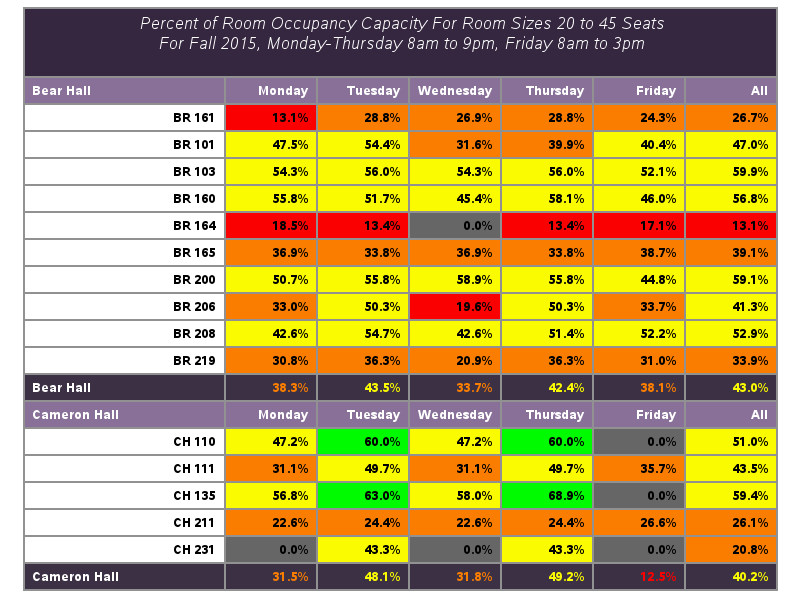 Percent of Room Occupancy Capacity For Room Sizes 20 to 45 Seats
For Fall 2015, Monday-Thursday 8am to 9pm, Friday 8am to 3pm
Bear Hall Monday Tuesday Wednesday Thursday Friday All
BR 161 13.1% 28.8% 26.9% 28.8% 24.3% 26.7%
BR 101 47.5% 54.4% 31.6% 39.9% 40.4% 47.0%
BR 103 54.3% 56.0% 54.3% 56.0% 52.1% 59.9%
BR 160 55.8% 51.7% 45.4% 58.1% 46.0% 56.8%
BR 164 18.5% 13.4% 0.0% 13.4% 17.1% 13.1%
BR 165 36.9% 33.8% 36.9% 33.8% 38.7% 39.1%
BR 200 50.7% 55.8% 58.9% 55.8% 44.8% 59.1%
BR 206 33.0% 50.3% 19.6% 50.3% 33.7% 41.3%
BR 208 42.6% 54.7% 42.6% 51.4% 52.2% 52.9%
BR 219 30.8% 36.3% 20.9% 36.3% 31.0% 33.9%
Bear Hall 38.3% 43.5% 33.7% 42.4% 38.1% 43.0%
Cameron Hall Monday Tuesday Wednesday Thursday Friday All
CH 110 47.2% 60.0% 47.2% 60.0% 0.0% 51.0%
CH 111 31.1% 49.7% 31.1% 49.7% 35.7% 43.5%
CH 135 56.8% 63.0% 58.0% 68.9% 0.0% 59.4%
CH 211 22.6% 24.4% 22.6% 24.4% 26.6% 26.1%
CH 231 0.0% 43.3% 0.0% 43.3% 0.0% 20.8%
Cameron Hall 31.5% 48.1% 31.8% 49.2% 12.5% 40.2%